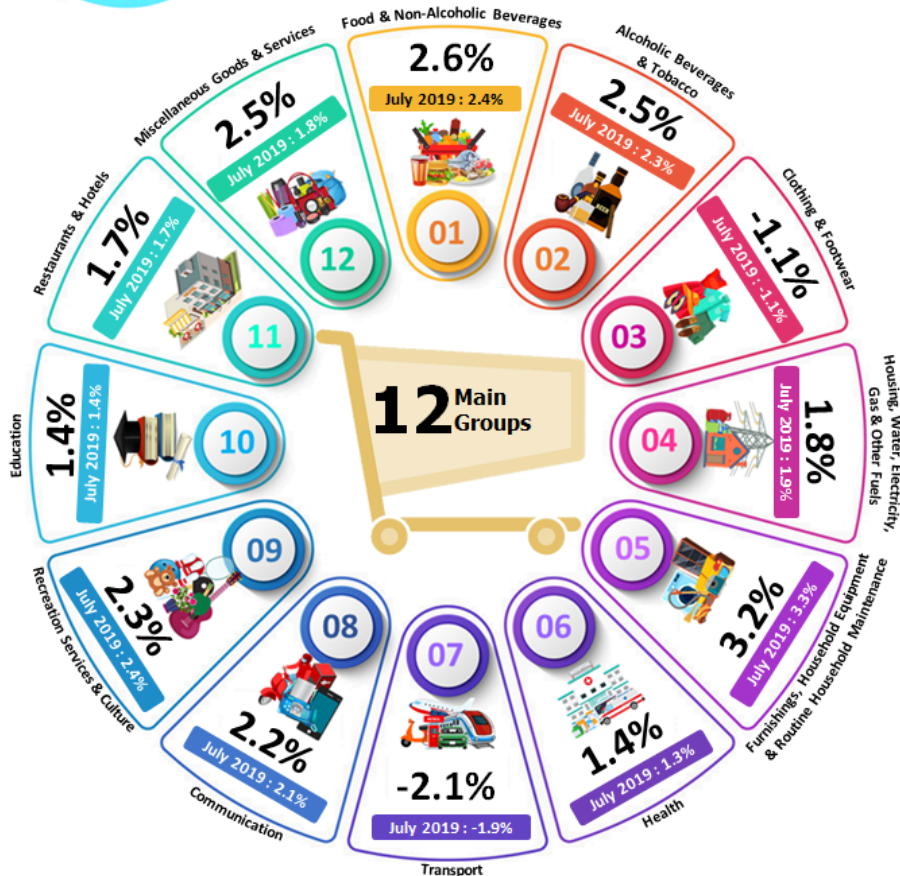 Food & Non-Alcoholic Beverages
2.6%
July 2019 : 2.4%
01
Alcoholic Beverages
& Tobacco
2.5%
July 2019 : 2.3%
BEER
02
Clothing & Footwear
-1.1%
July 2019 : -1.1%
03
Housing, Water, Electricity,
Gas & Other Fuels
1.8%
July 2019 : 1.9%
04
Furnishings, Household Equipment
& Routine Household Maintenance
3.2%
July 2019 : 3.3%
05
Health
1.4%
July 2019 : 1.3%
06
Transport
-2.1%
July 2019 : -1.9%
07
Communication
2.2%
July 2019 : 2.1%
08
Recreation Services & Culture
2.3%
July 2019 : 2.4%
09
Education
1.4%
July 2019 : 1.4%
10
Restaurants & Hotels
1.7%
July 2019 : 1.7%
11
Miscellaneous Goods & Services
2.5%
July 2019 : 1.8%
12
12 Main
Groups